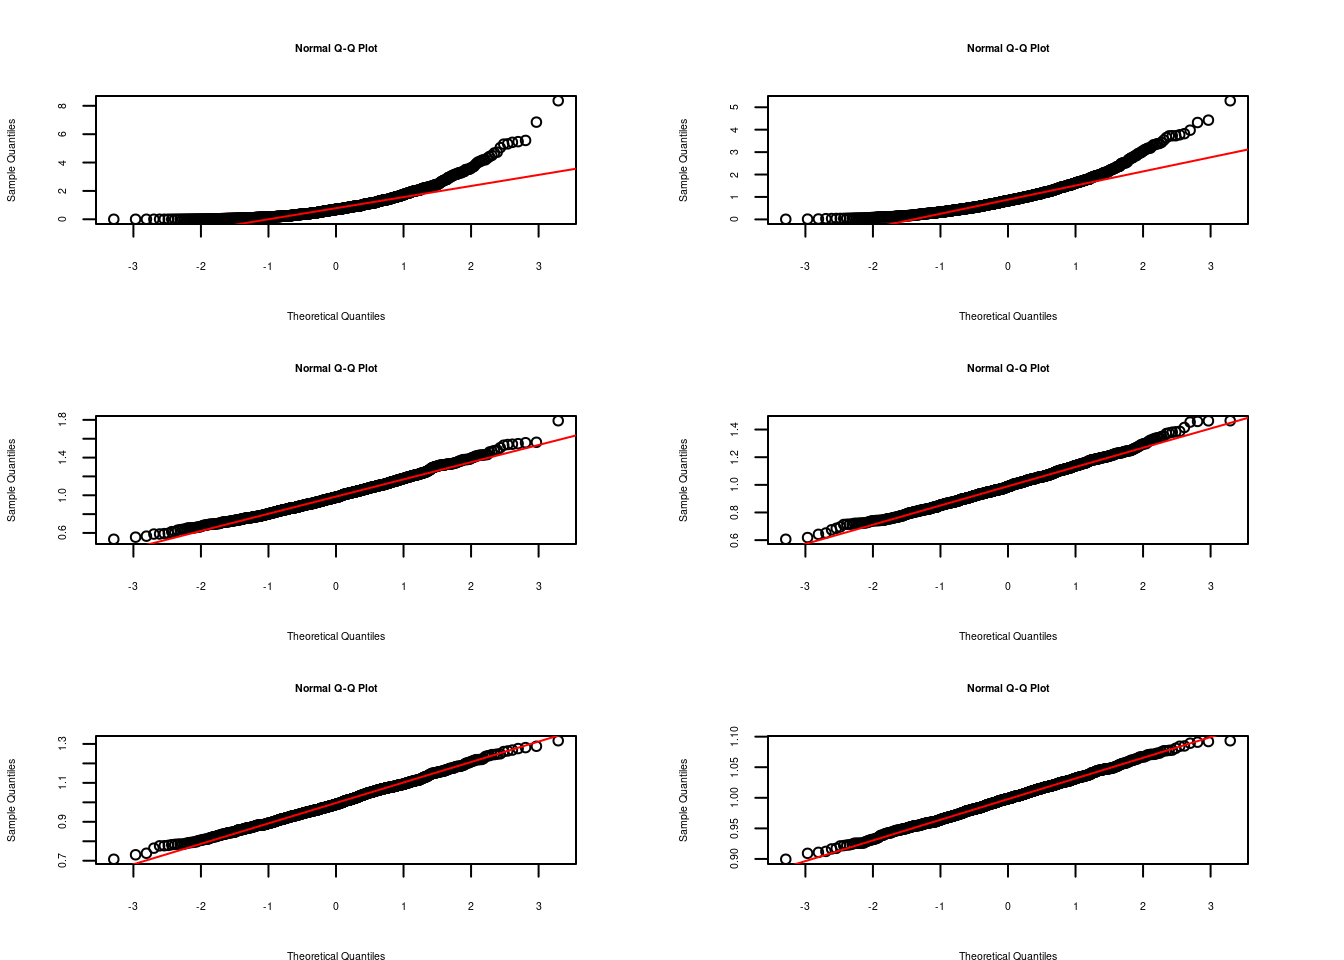 Normal Q-Q Plot
Sample Quantiles
8
6
4
2
0
-3 -2 -1 0 1 2 3
Theoretical Quantiles
Normal Q-Q Plot
Sample Quantiles
5
4
3
2
1
0
-3 -2 -1 0 1 2 3
Theoretical Quantiles
Normal Q-Q Plot
Sample Quantiles
1.8
1.4
1.0
0.6
-3 -2 -1 0 1 2 3
Theoretical Quantiles
Normal Q-Q Plot
Sample Quantiles
1.4
1.2
1.0
0.8
0.6
-3 -2 -1 0 1 2 3
Theoretical Quantiles
Normal Q-Q Plot
Sample Quantiles
1.3
1.1
0.9
0.7
-3 -2 -1 0 1 2 3
Theoretical Quantiles
Normal Q-Q Plot
Sample Quantiles
1.10
1.05
1.00
0.95
0.90
-3 -2 -1 0 1 2 3
Theoretical Quantiles